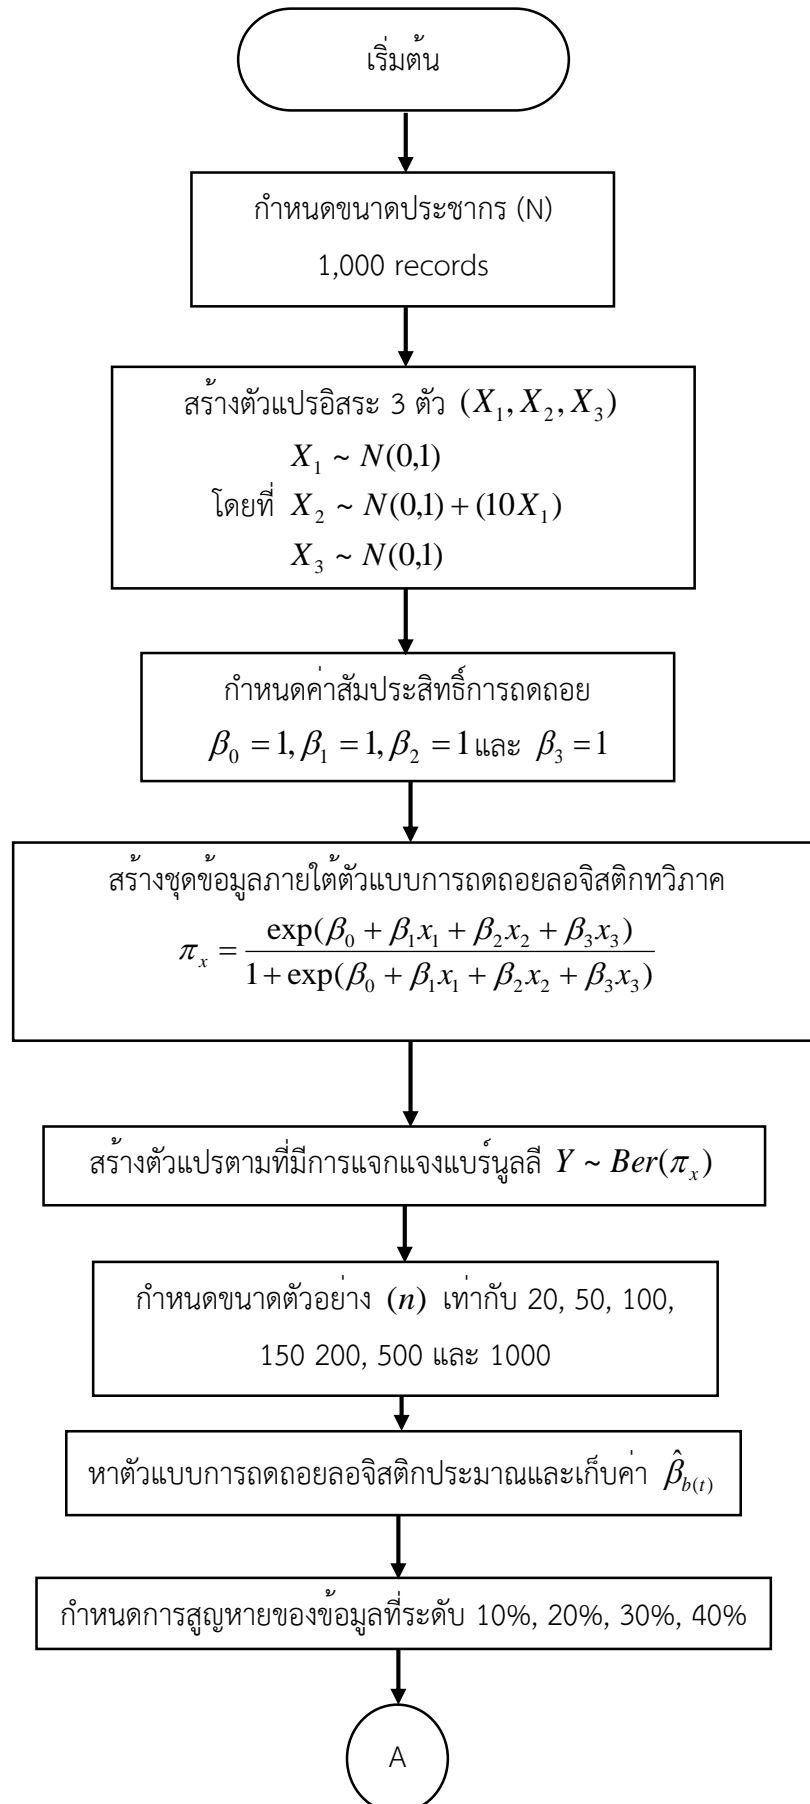 เริ่มต้น
กำหนดขนาดประชากร (N)
1,000 records
สร้างตัวแปรอิสระ 3 ตัว (X₁, X₂, X₃)
X₁ ~ N(0,1)
โดยที่ X₂ ~ N(0,1) + (10X₁)
X₃ ~ N(0,1)
กำหนดค่าสัมประสิทธิ์การถดถอย
β₀ = 1, β₁ = 1, β₂ = 1 และ β₃ = 1
สร้างชุดข้อมูลภายใต้ตัวแบบการถดถอยลอจิสติกทวิภาค
πₓ = exp(β₀ + β₁x₁ + β₂x₂ + β₃x₃) / 1 + exp(β₀ + β₁x₁ + β₂x₂ + β₃x₃)
สร้างตัวแปรตามที่มีการแจกแจงแบร์นูลลี Y ~ Ber(πₓ)
กำหนดขนาดตัวอย่าง (n) เท่ากับ 20, 50, 100,
150 200, 500 และ 1000
หาตัวแบบการถดถอยลอจิสติกประมาณและเก็บค่า β̂_b(t)
กำหนดการสูญหายของข้อมูลที่ระดับ 10%, 20%, 30%, 40%
A